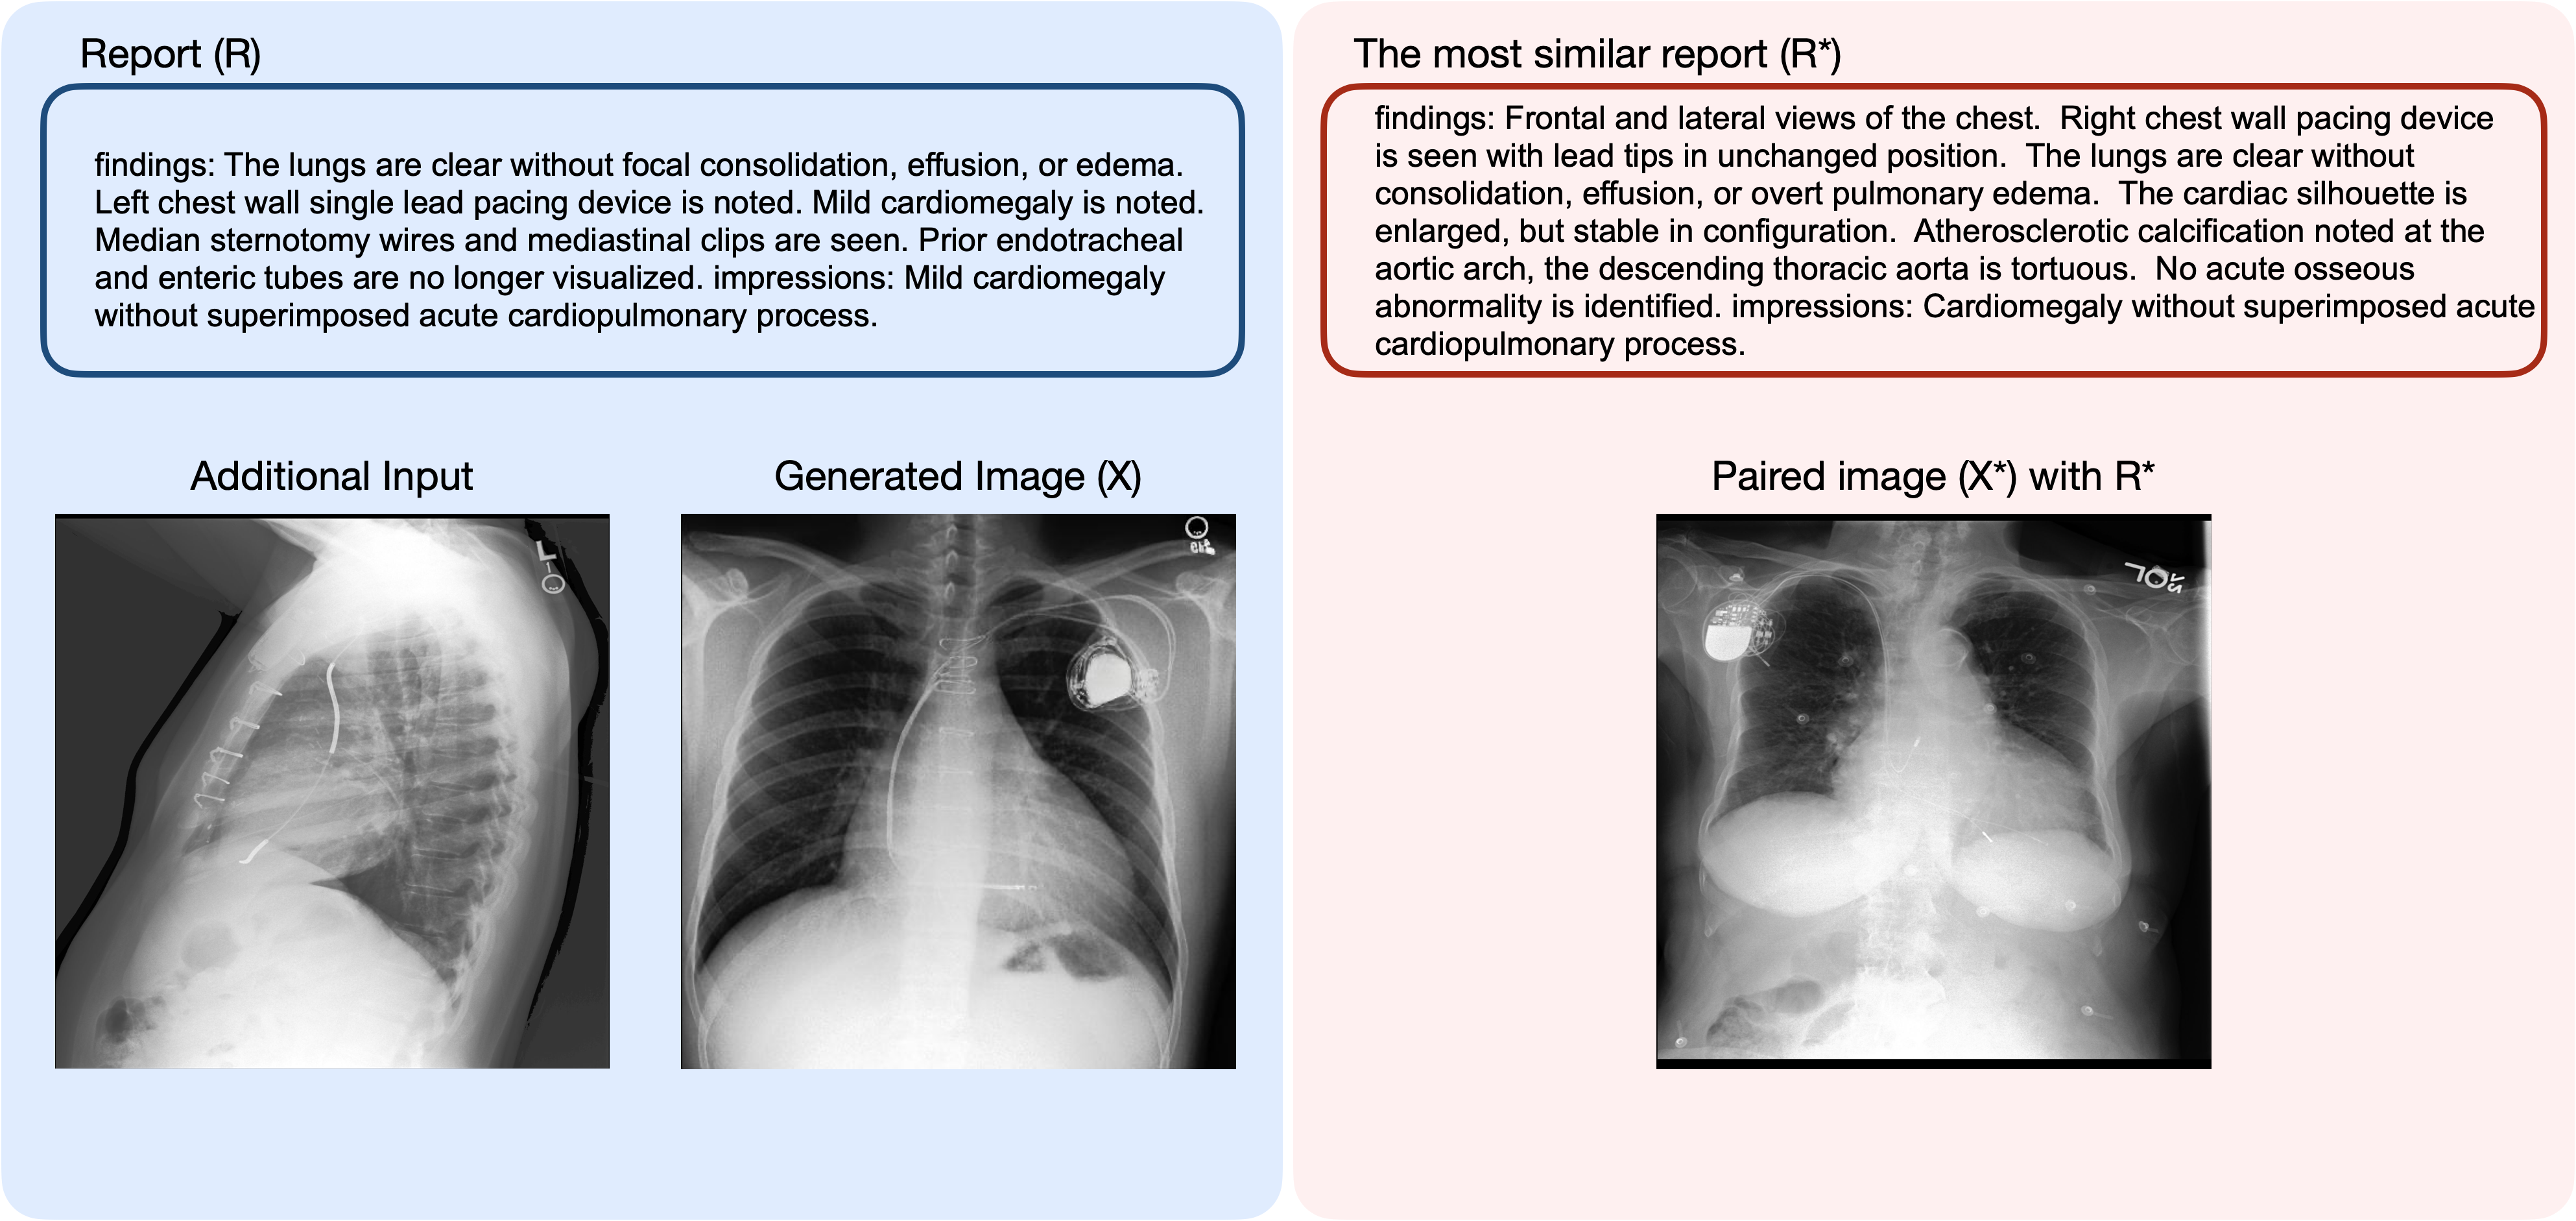 Report (R)
findings: The lungs are clear without focal consolidation, effusion, or edema.
Left chest wall single lead pacing device is noted. Mild cardiomegaly is noted.
Median sternotomy wires and mediastinal clips are seen. Prior endotracheal
and enteric tubes are no longer visualized. impressions: Mild cardiomegaly
without superimposed acute cardiopulmonary process.
Additional Input
Generated Image (X)
L
The most similar report (R*)
findings: Frontal and lateral views of the chest.  Right chest wall pacing device
is seen with lead tips in unchanged position.  The lungs are clear without
consolidation, effusion, or overt pulmonary edema.  The cardiac silhouette is
enlarged, but stable in configuration.  Atherosclerotic calcification noted at the
aortic arch, the descending thoracic aorta is tortuous.  No acute osseous
abnormality is identified. impressions: Cardiomegaly without superimposed acute
cardiopulmonary process.
Paired image (X*) with R*